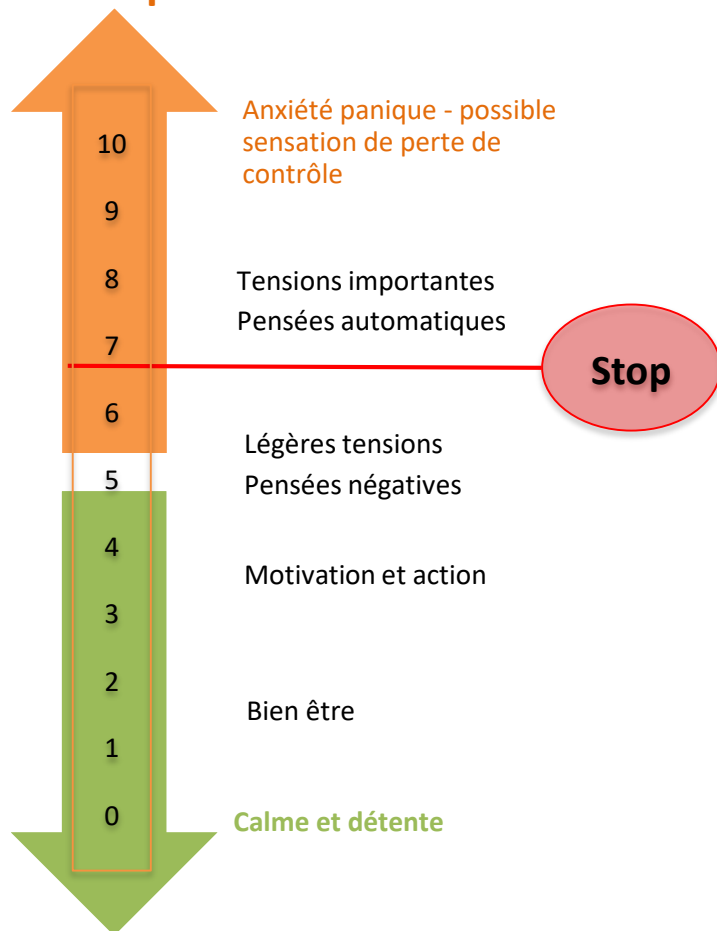 10
Anxiété panique - possible
sensation de perte de
contrôle
9
8
Tensions importantes
7
Pensées automatiques
Stop
6
Légères tensions
5
Pensées négatives
4
Motivation et action
3
2
Bien être
1
0
Calme et détente